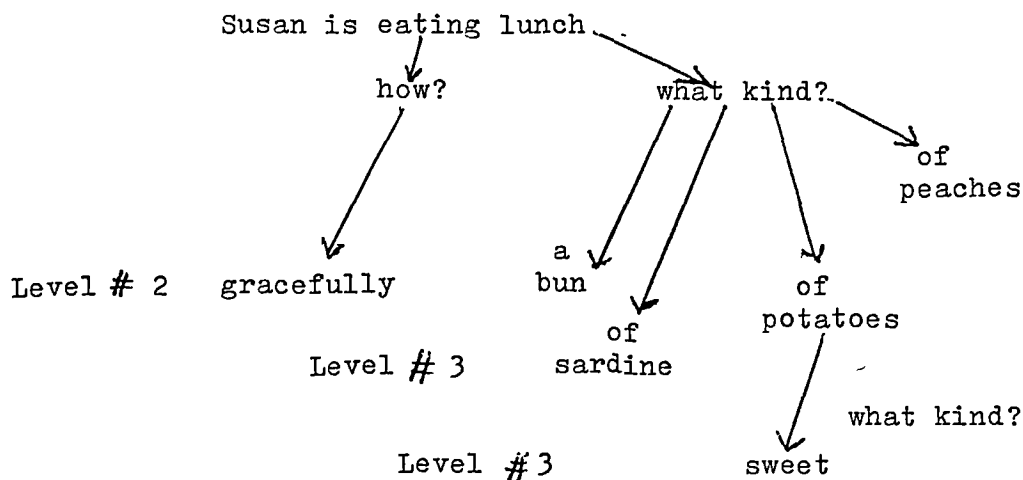 Susan is eating lunch
how? what kind?
of
peaches
a
Level # 2 gracefully bun of
of potatoes
Level # 3 sardine
what kind?
Level #3 sweet